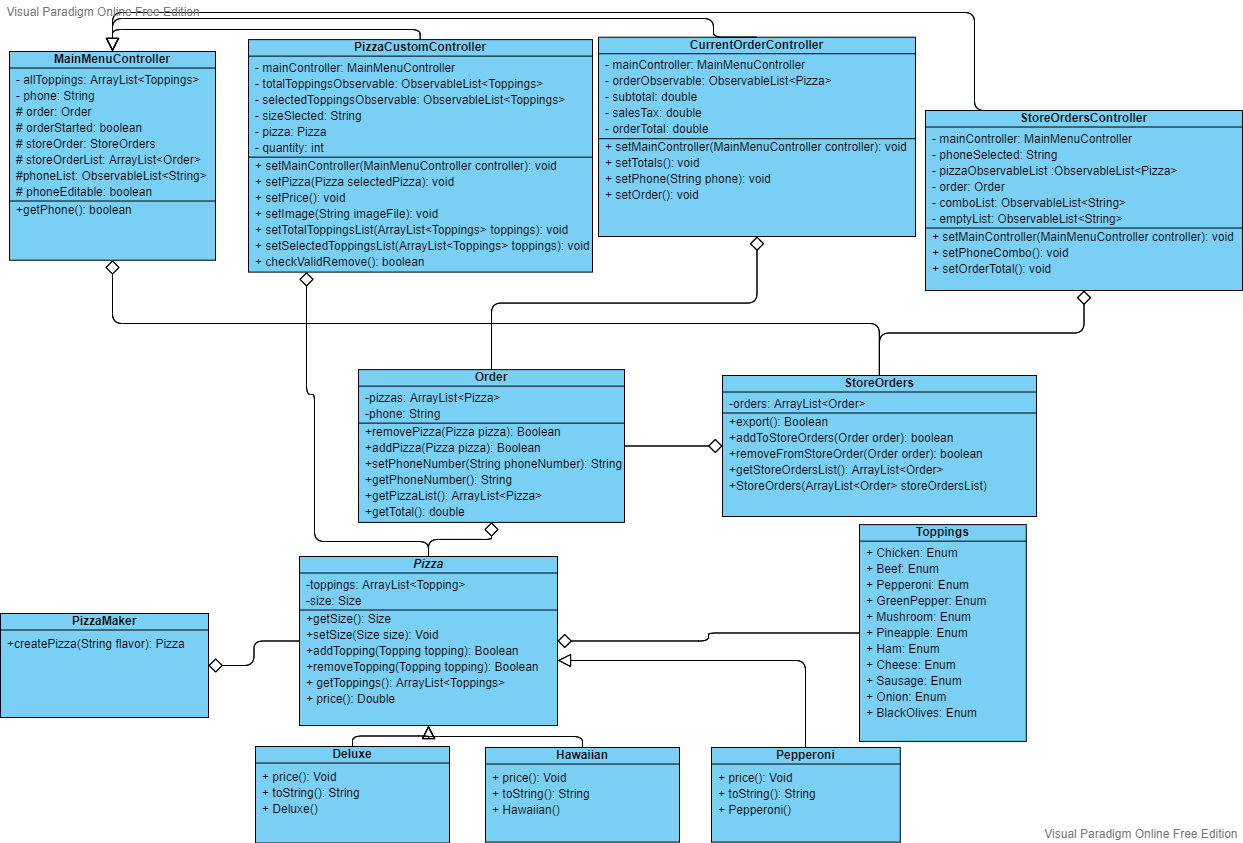 Visual Paradigm Online Free Edition
MainMenuController
- allToppings: ArrayList<Toppings>
- phone: String
# order: Order
# orderStarted: boolean
# storeOrder: StoreOrders
# storeOrderList: ArrayList<Order>
#phoneList: ObservableList<String>
# phoneEditable: boolean
+getPhone(): boolean
PizzaCustomController
- mainController: MainMenuController
- totalToppingsObservable: ObservableList<Toppings>
- selectedToppingsObservable: ObservableList<Toppings>
- sizeSlected: String
- pizza: Pizza
- quantity: int
+ setMainController(MainMenuController controller): void
+ setPizza(Pizza selectedPizza): void
+ setPrice(): void
+ setImage(String imageFile): void
+ setTotalToppingsList(ArrayList<Toppings> toppings): void
+ setSelectedToppingsList(ArrayList<Toppings> toppings): void
+ checkValidRemove(): boolean
CurrentOrderController
- mainController: MainMenuController
- orderObservable: ObservableList<Pizza>
- subtotal: double
- salesTax: double
- orderTotal: double
+ setMainController(MainMenuController controller): void
+ setTotals(): void
+ setPhone(String phone): void
+ setOrder(): void
StoreOrdersController
- mainController: MainMenuController
- phoneSelected: String
- pizzaObservableList :ObservableList<Pizza>
- order: Order
- comboList: ObservableList<String>
- emptyList: ObservableList<String>
+ setMainController(MainMenuController controller): void
+ setPhoneCombo(): void
+ setOrderTotal(): void
Order
-pizzas: ArrayList<Pizza>
-phone: String
+removePizza(Pizza pizza): Boolean
+addPizza(Pizza pizza): Boolean
+setPhoneNumber(String phoneNumber): String
+getPhoneNumber(): String
+getPizzaList(): ArrayList<Pizza>
+getTotal(): double
StoreOrders
-orders: ArrayList<Order>
+export(): Boolean
+addToStoreOrders(Order order): boolean
+removeFromStoreOrder(Order order): boolean
+getStoreOrdersList(): ArrayList<Order>
+StoreOrders(ArrayList<Order> storeOrdersList)
Toppings
+ Chicken: Enum
+ Beef: Enum
+ Pepperoni: Enum
+ GreenPepper: Enum
+ Mushroom: Enum
+ Pineapple: Enum
+ Ham: Enum
+ Cheese: Enum
+ Sausage: Enum
+ Onion: Enum
+ BlackOlives: Enum
Pizza
-toppings: ArrayList<Topping>
-size: Size
+getSize(): Size
+setSize(Size size): Void
+addTopping(Topping topping): Boolean
+removeTopping(Topping topping): Boolean
+ getToppings(): ArrayList<Toppings>
+ price(): Double
PizzaMaker
+createPizza(String flavor): Pizza
Deluxe
+ price(): Void
+ toString(): String
+ Deluxe()
Hawaiian
+ price(): Void
+ toString(): String
+ Hawaiian()
Pepperoni
+ price(): Void
+ toString(): String
+ Pepperoni()
Visual Paradigm Online Free Edition